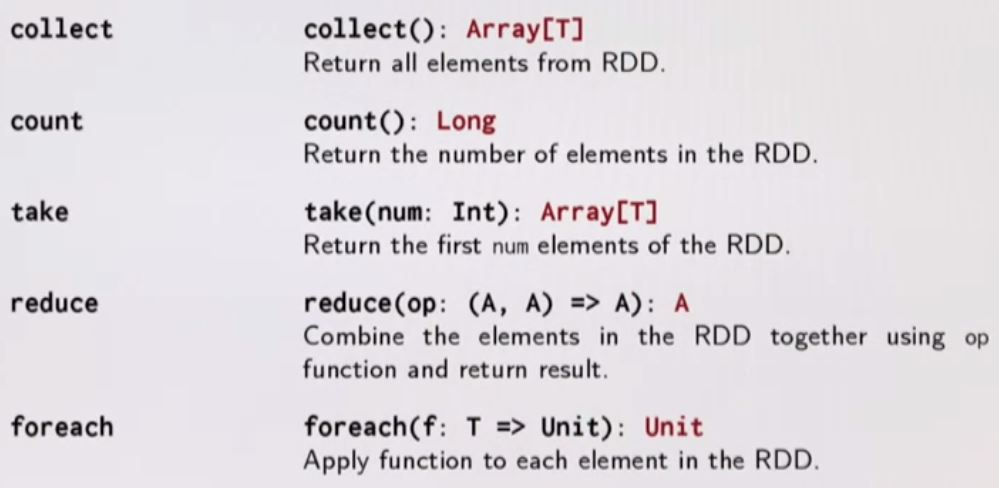 collect collect(): Array[T]
Return all elements from RDD.
count count(): Long
Return the number of elements in the RDD.
take take(num: Int): Array[T]
Return the first num elements of the RDD.
reduce reduce(op: (A, A) => A): A
Combine the elements in the RDD together using op
function and return result.
foreach foreach(f: T => Unit): Unit
Apply function to each element in the RDD.